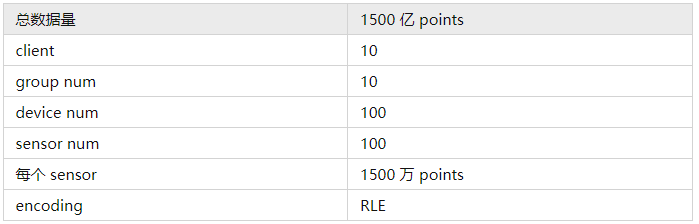 总数据量 1500 亿 points
client 10
group num 10
device num 100
sensor num 100
每个 sensor 1500 万 points
encoding RLE